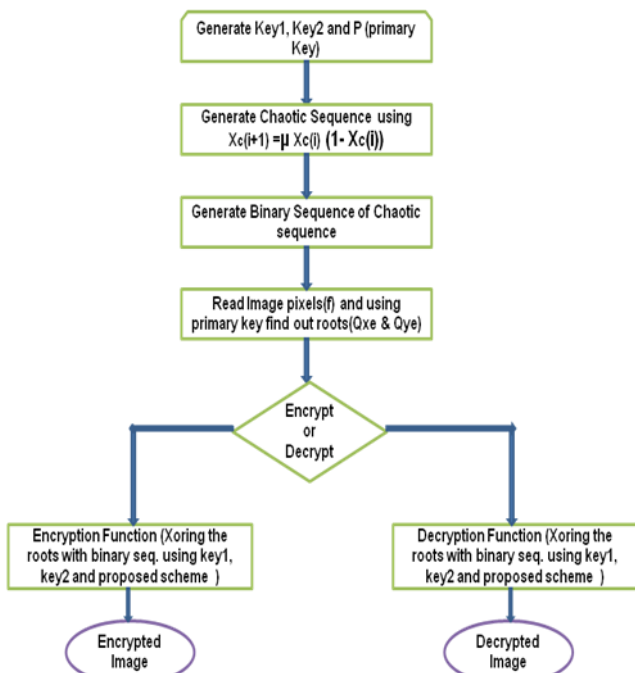 Generate Key1, Key2 and P (primary
Key)
Generate Chaotic Sequence using
Xc(i+1) =µ Xc(i) (1- Xc(i))
Generate Binary Sequence of Chaotic
sequence
Read Image pixels(f) and using
primary key find out roots(Qxe & Qye)
Encrypt
or
Decrypt
Encryption Function (Xoring the
roots with binary seq. using key1,
key2 and proposed scheme )
Decryption Function (Xoring the
roots with binary seq. using key1,
key2 and proposed scheme )
Encrypted
Image
Decrypted
Image